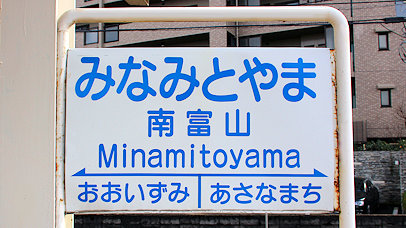 みなみとやま
南富山
Minamitoyama
おおいずみ あさなまち